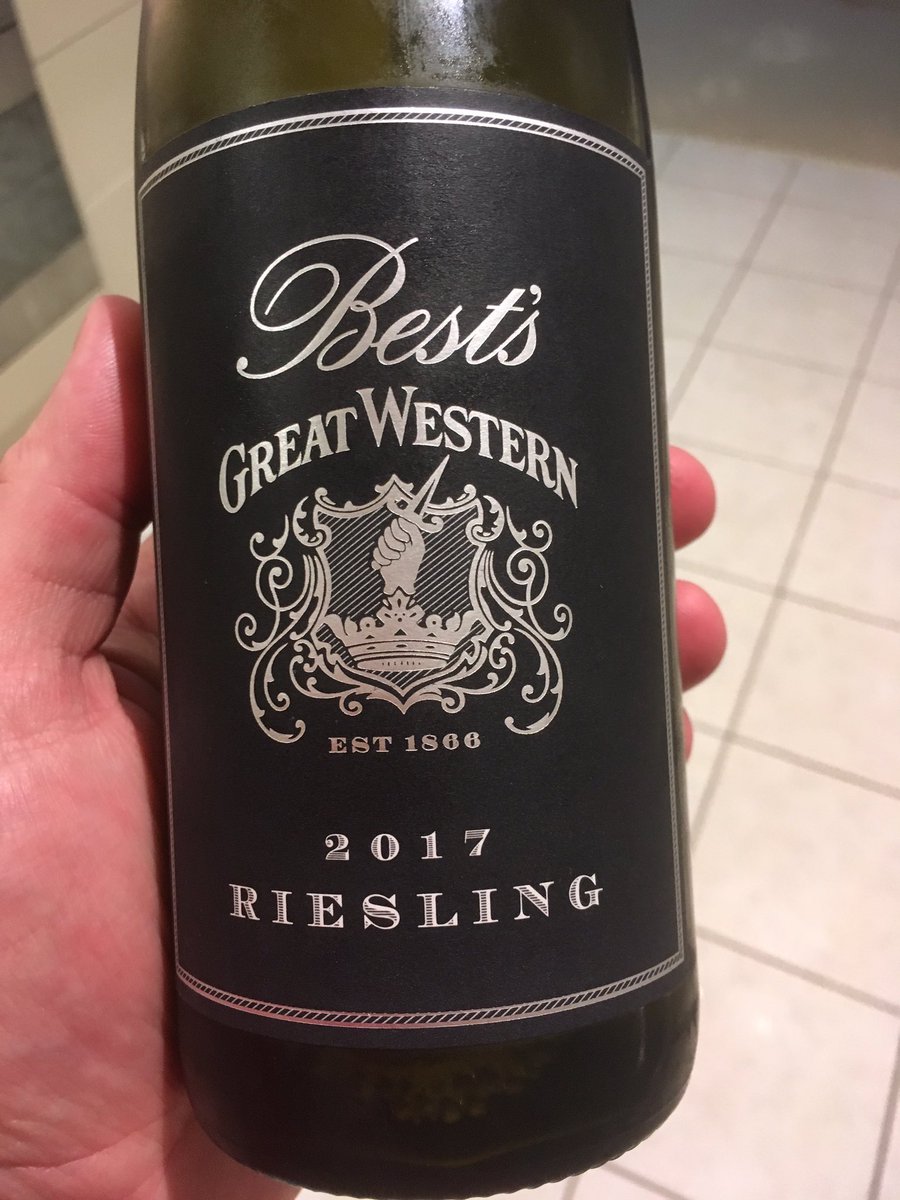 Best's
GREAT WESTERN
EST 1866
2017
RIESLING